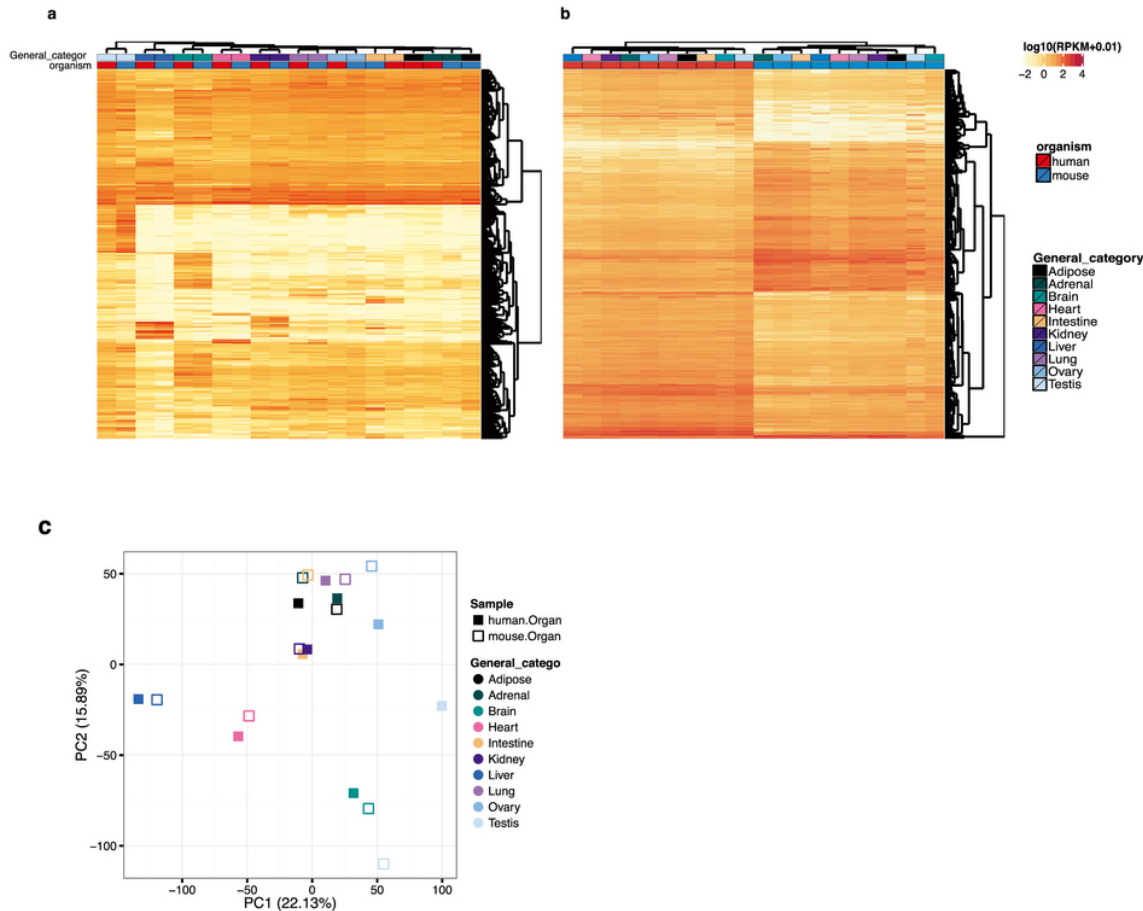 a
b
General_categor
organism
log10(RPKM+0.01)
−2 0 2 4
organism
human
mouse
General_category
Adipose
Adrenal
Brain
Heart
Intestine
Kidney
Liver
Lung
Ovary
Testis
c
50
0
−50
−100
PC2 (15.89%)
−100 −50 0 50 100
PC1 (22.13%)
Sample
human.Organ
mouse.Organ
General_catego
Adipose
Adrenal
Brain
Heart
Intestine
Kidney
Liver
Lung
Ovary
Testis